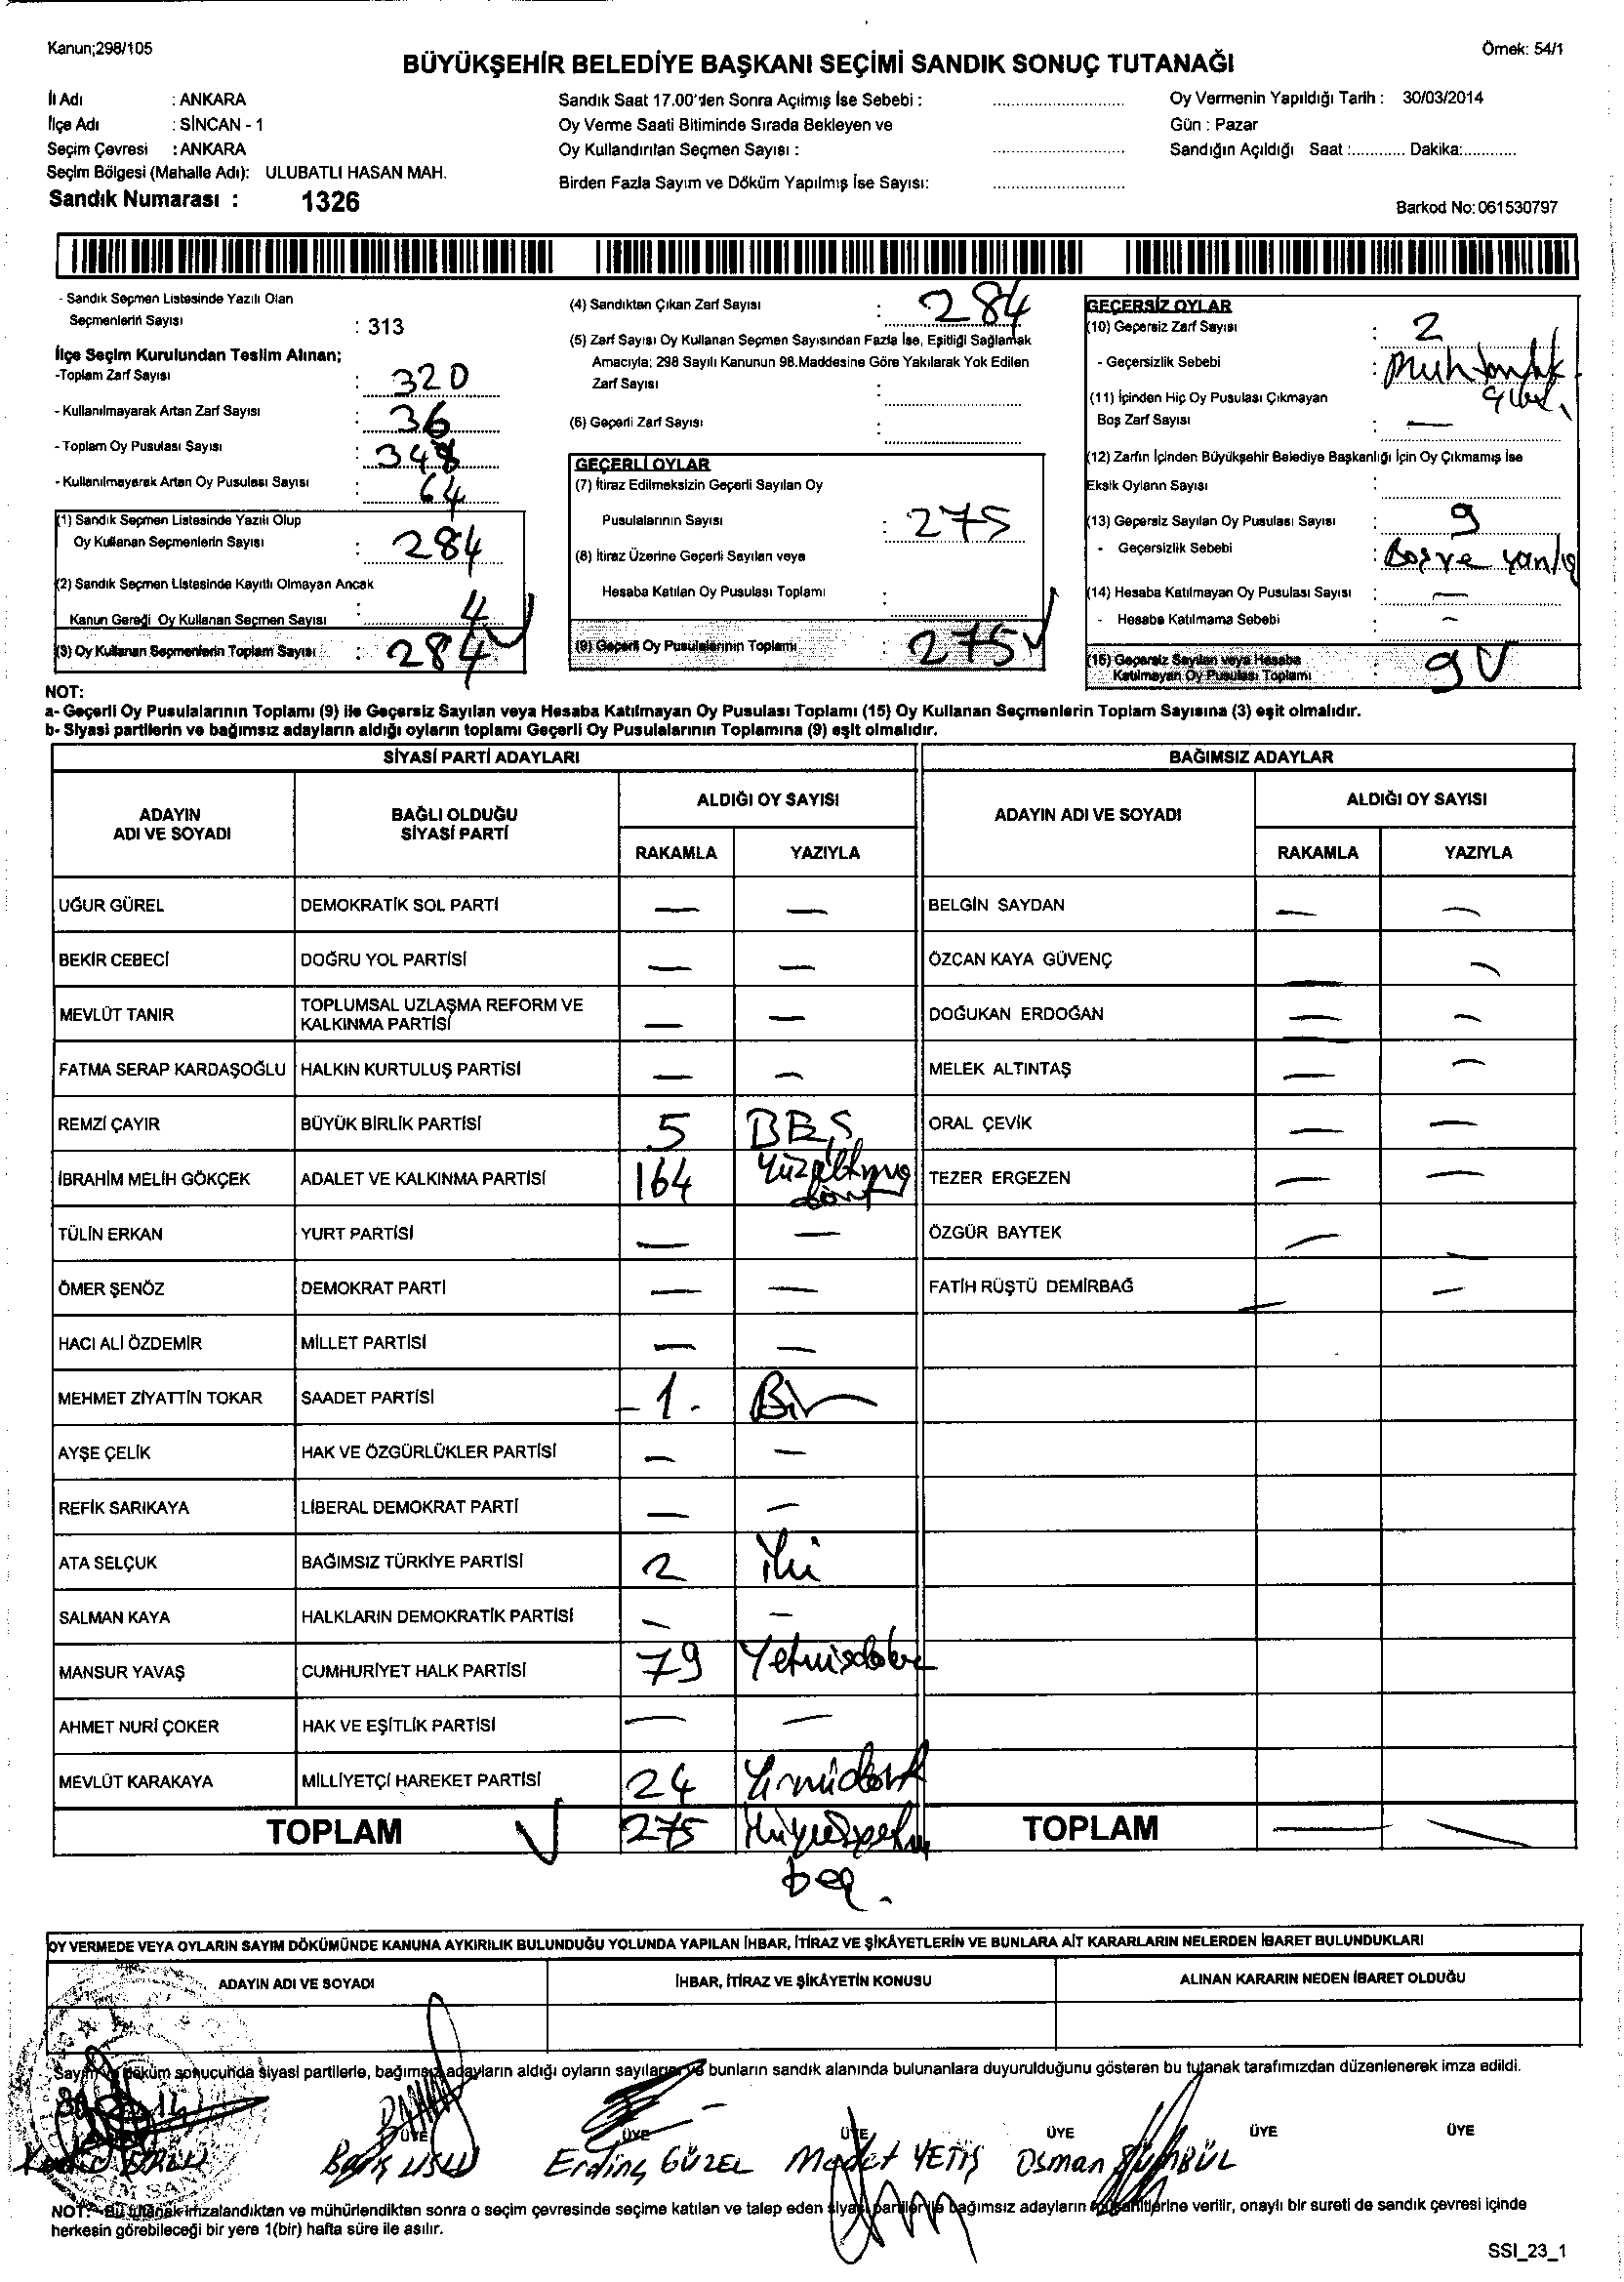 Kanun;298/105
Örnek: 54/1
BÜYÜKŞEHİR BELEDİYE BAŞKANI SEÇİMİ SANDIK SONUÇ TUTANAĞI
İl Adı : ANKARA
İlçe Adı : SİNCAN - 1
Seçim Çevresi : ANKARA
Seçim Bölgesi (Mahalle Adı): ULUBATLI HASAN MAH.
Sandık Numarası : 1326
Sandık Saat 17.00'den Sonra Açılmış İse Sebebi :
Oy Verme Saati Bitiminde Sırada Bekleyen ve
Oy Kullandırılan Seçmen Sayısı :
Birden Fazla Sayım ve Döküm Yapılmış İse Sayısı:
Oy Vermenin Yapıldığı Tarih : 30/03/2014
Gün : Pazar
Sandığın Açıldığı Saat :............ Dakika:............
Barkod No: 061530797
- Sandık Seçmen Listesinde Yazılı Olan
Seçmenlerin Sayısı : 313
İlçe Seçim Kurulundan Teslim Alınan;
-Toplam Zarf Sayısı : 320
- Kullanılmayarak Artan Zarf Sayısı : 36
- Toplam Oy Pusulası Sayısı : 348
- Kullanılmayarak Artan Oy Pusulası Sayısı : 64
(1) Sandık Seçmen Listesinde Yazılı Olup
Oy Kullanan Seçmenlerin Sayısı : 284
(2) Sandık Seçmen Listesinde Kayıtlı Olmayan Ancak
Kanun Gereği Oy Kullanan Seçmen Sayısı : 4
(3) Oy Kullanan Seçmenlerin Toplam Sayısı : 284
(4) Sandıktan Çıkan Zarf Sayısı : 284
(5) Zarf Sayısı Oy Kullanan Seçmen Sayısından Fazla İse, Eşitliği Sağlamak
Amacıyla; 298 Sayılı Kanunun 98.Maddesine Göre Yakılarak Yok Edilen
Zarf Sayısı :
(6) Geçerli Zarf Sayısı :
GEÇERLİ OYLAR
(7) İtiraz Edilmeksizin Geçerli Sayılan Oy
Pusulalarının Sayısı : 275
(8) İtiraz Üzerine Geçerli Sayılan veya
Hesaba Katılan Oy Pusulası Toplamı :
(9) Geçerli Oy Pusulalarının Toplamı : 275
GEÇERSİZ OYLAR
(10) Geçersiz Zarf Sayısı : 2
- Geçersizlik Sebebi : Muhtarlık
(11) İçinden Hiç Oy Pusulası Çıkmayan
Boş Zarf Sayısı : —
(12) Zarfın İçinden Büyükşehir Belediye Başkanlığı İçin Oy Çıkmamış İse
Eksik Oyların Sayısı :
(13) Geçersiz Sayılan Oy Pusulası Sayısı : 9
- Geçersizlik Sebebi : Boş ve yanlış
(14) Hesaba Katılmayan Oy Pusulası Sayısı : —
- Hesaba Katılmama Sebebi : —
(15) Geçersiz Sayılan veya Hesaba
Katılmayan Oy Pusulası Toplamı : 9
NOT:
a- Geçerli Oy Pusulalarının Toplamı (9) ile Geçersiz Sayılan veya Hesaba Katılmayan Oy Pusulası Toplamı (15) Oy Kullanan Seçmenlerin Toplam Sayısına (3) eşit olmalıdır.
b- Siyasi partilerin ve bağımsız adayların aldığı oyların toplamı Geçerli Oy Pusulalarının Toplamına (9) eşit olmalıdır.
SİYASİ PARTİ ADAYLARI
BAĞIMSIZ ADAYLAR
ADAYIN ADI VE SOYADI
BAĞLI OLDUĞU SİYASİ PARTİ
ALDIĞI OY SAYISI
RAKAMLA YAZIYLA
ADAYIN ADI VE SOYADI
ALDIĞI OY SAYISI
RAKAMLA YAZIYLA
UĞUR GÜREL DEMOKRATİK SOL PARTİ — — BELGİN SAYDAN — —
BEKİR CEBECİ DOĞRU YOL PARTİSİ — — ÖZCAN KAYA GÜVENÇ — —
MEVLÜT TANIR TOPLUMSAL UZLAŞMA REFORM VE KALKINMA PARTİSİ — — DOĞUKAN ERDOĞAN — —
FATMA SERAP KARDAŞOĞLU HALKIN KURTULUŞ PARTİSİ — — MELEK ALTINTAŞ — —
REMZİ ÇAYIR BÜYÜK BİRLİK PARTİSİ 5 BEŞ ORAL ÇEVİK — —
İBRAHİM MELİH GÖKÇEK ADALET VE KALKINMA PARTİSİ 164 Yüzaltmış dört TEZER ERGEZEN — —
TÜLİN ERKAN YURT PARTİSİ — — ÖZGÜR BAYTEK — —
ÖMER ŞENÖZ DEMOKRAT PARTİ — — FATİH RÜŞTÜ DEMİRBAĞ — —
HACI ALİ ÖZDEMİR MİLLET PARTİSİ — —
MEHMET ZİYATTİN TOKAR SAADET PARTİSİ - 1 - Bir
AYŞE ÇELİK HAK VE ÖZGÜRLÜKLER PARTİSİ — —
REFİK SARIKAYA LİBERAL DEMOKRAT PARTİ — —
ATA SELÇUK BAĞIMSIZ TÜRKİYE PARTİSİ 2 iki
SALMAN KAYA HALKLARIN DEMOKRATİK PARTİSİ — —
MANSUR YAVAŞ CUMHURİYET HALK PARTİSİ 79 Yetmişdokuz
AHMET NURİ ÇOKER HAK VE EŞİTLİK PARTİSİ — —
MEVLÜT KARAKAYA MİLLİYETÇİ HAREKET PARTİSİ 24 Yirmidört
TOPLAM 275 beş. TOPLAM — —
OY VERMEDE VEYA OYLARIN SAYIM DÖKÜMÜNDE KANUNA AYKIRILIK BULUNDUĞU YOLUNDA YAPILAN İHBAR, İTİRAZ VE ŞİKÂYETLERİN VE BUNLARA AİT KARARLARIN NELERDEN İBARET BULUNDUKLARI
ADAYIN ADI VE SOYADI İHBAR, İTİRAZ VE ŞİKÂYETİN KONUSU ALINAN KARARIN NEDEN İBARET OLDUĞU
Sayım ve döküm sonucunda siyasi partilerle, bağımsız adayların aldığı oyların sayıları ve bunların sandık alanında bulunanlara duyurulduğunu gösteren bu tutanak tarafımızdan düzenlenerek imza edildi.
ÜYE ÜYE ÜYE ÜYE ÜYE ÜYE
Barış USLU Erdinç GÜZEL Medet YETİŞ Osman SÜMBÜL
NOT:-Bu tutanak imzalandıktan ve mühürlendikten sonra o seçim çevresinde seçime katılan ve talep eden siyasi partiler ile bağımsız adayların müşahitlerine verilir, onaylı bir sureti de sandık çevresi içinde
herkesin görebileceği bir yere 1(bir) hafta süre ile asılır.
SSI_23_1